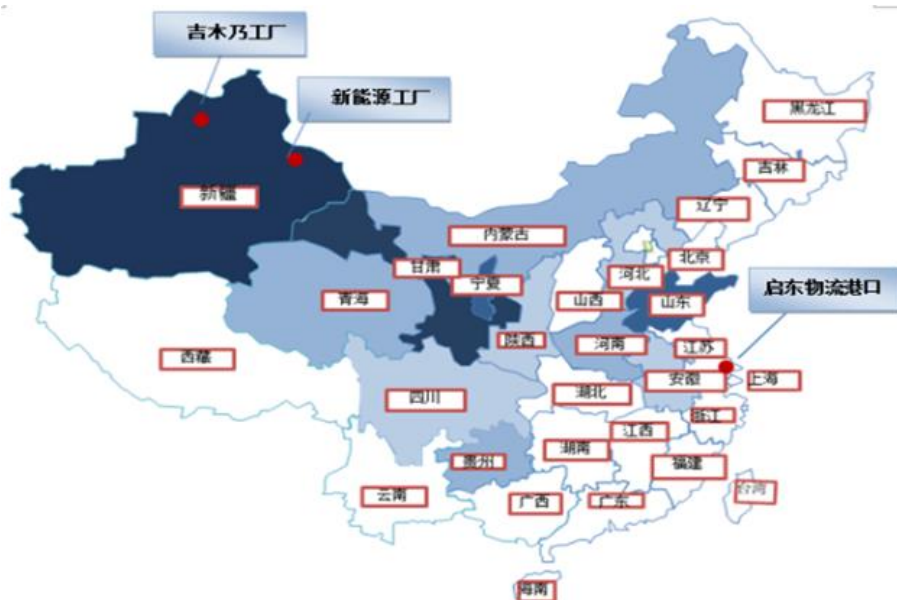 吉木乃工厂
新能源工厂
黑龙江
吉林
新疆
辽宁
内蒙古
北京
甘肃
河北
宁夏
启东物流港口
青海
山西
山东
陕西
河南
江苏
西藏
安徽
上海
湖北
四川
浙江
江西
湖南
贵州
福建
云南
广西
广东
台湾
海南